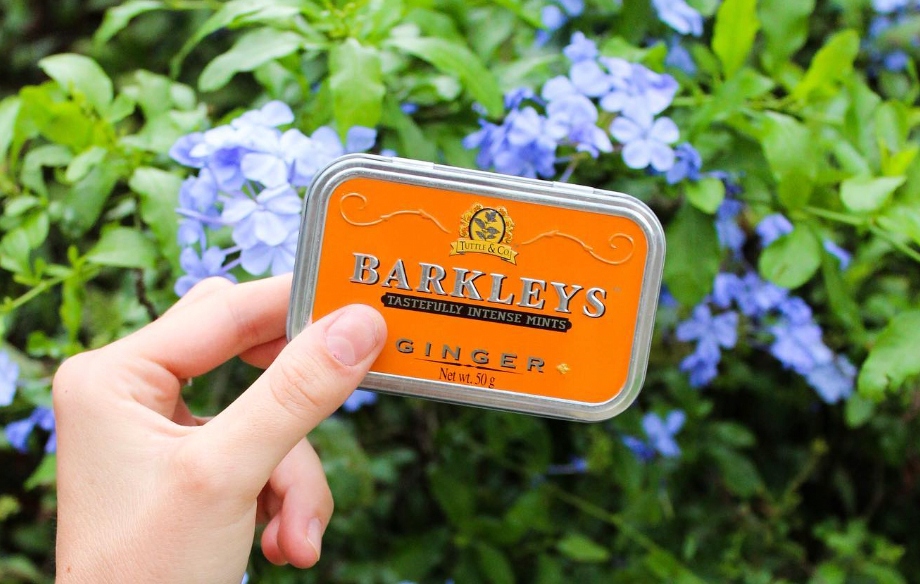 TUTTLE & CO
BARKLEYS
TASTEFULLY INTENSE MINTS
GINGER
Net wt. 50 g